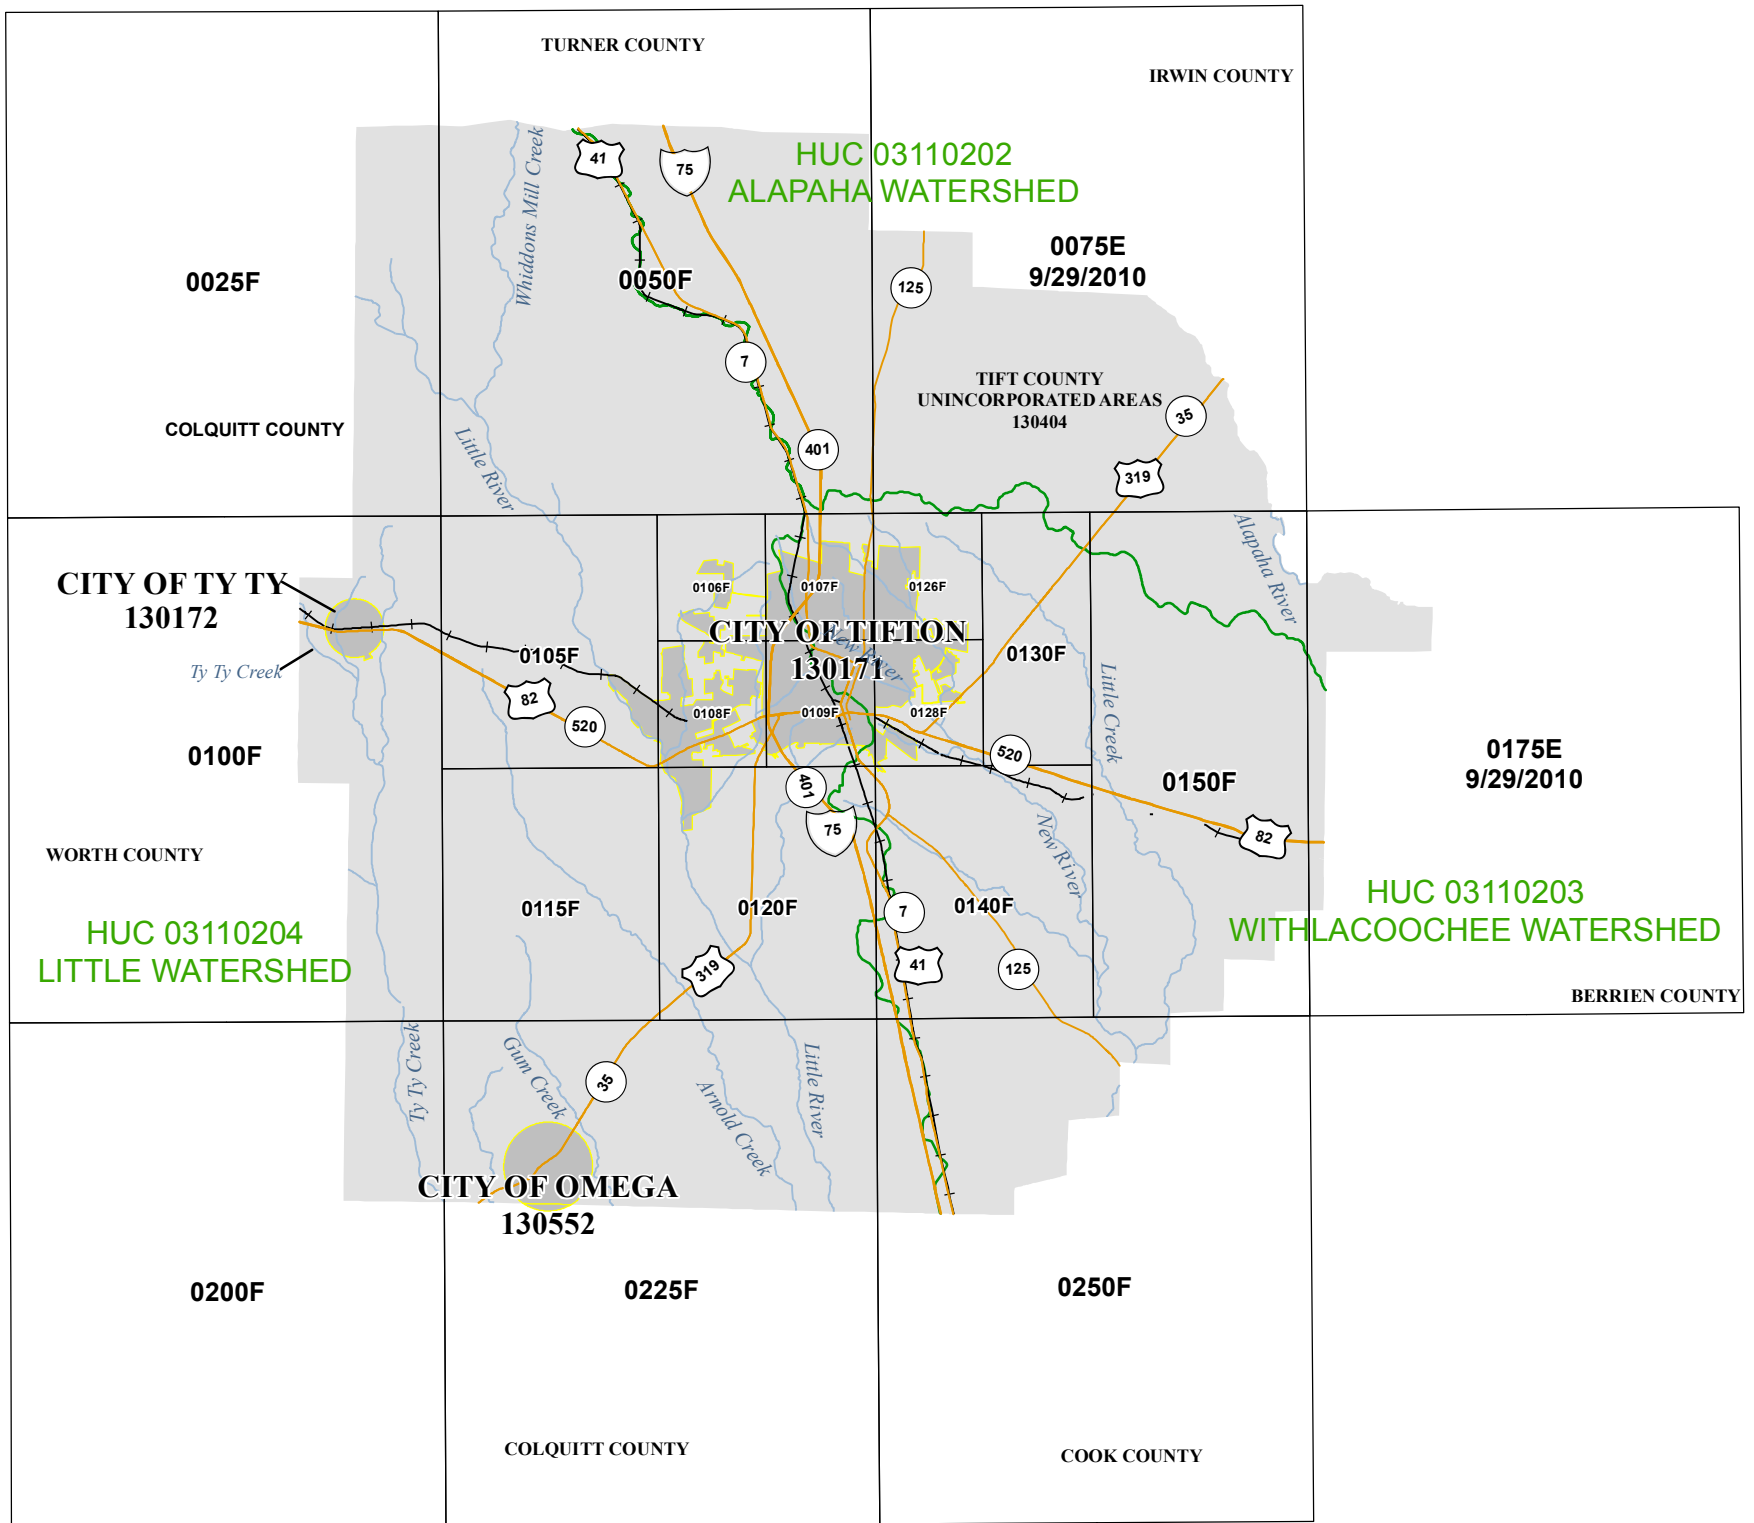 TURNER COUNTY
IRWIN COUNTY
41
75
HUC 03110202
ALAPAHA WATERSHED
Whiddons Mill Creek
0075E
9/29/2010
0025F
0050F
125
7
TIFT COUNTY
UNINCORPORATED AREAS
130404
35
COLQUITT COUNTY
401
319
Little River
Alapaha River
CITY OF TY TY
130172
0106F
0107F
0126F
CITY OF TIFTON
130171
New River
0105F
0130F
Ty Ty Creek
82
520
0108F
0109F
0128F
Little Creek
0100F
520
0150F
0175E
9/29/2010
401
75
82
New River
WORTH COUNTY
HUC 03110204
LITTLE WATERSHED
0115F
0120F
7
0140F
HUC 03110203
WITHLACOOCHEE WATERSHED
319
41
125
BERRIEN COUNTY
Ty Ty Creek
Gum Creek
35
Arnold Creek
Little River
CITY OF OMEGA
130552
0200F
0225F
0250F
COLQUITT COUNTY
COOK COUNTY